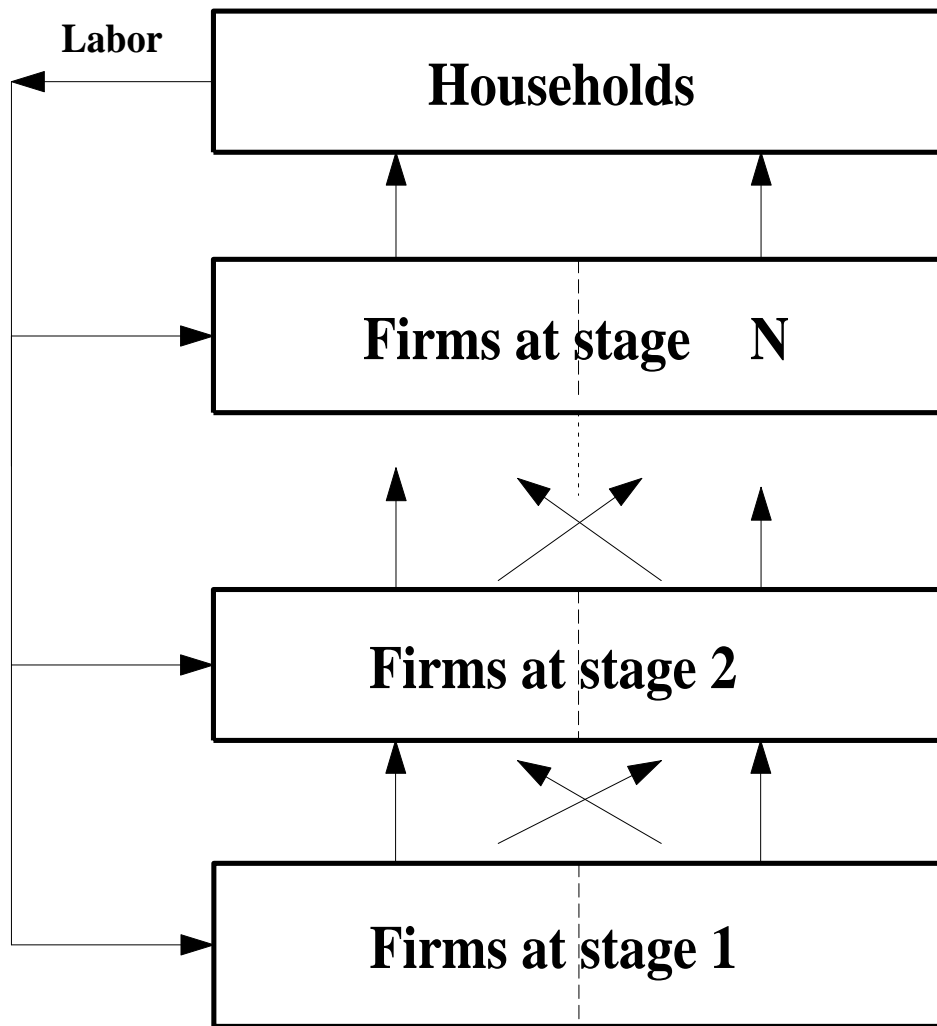 Labor
Households
Firms at stage N
Firms at stage 2
Firms at stage 1